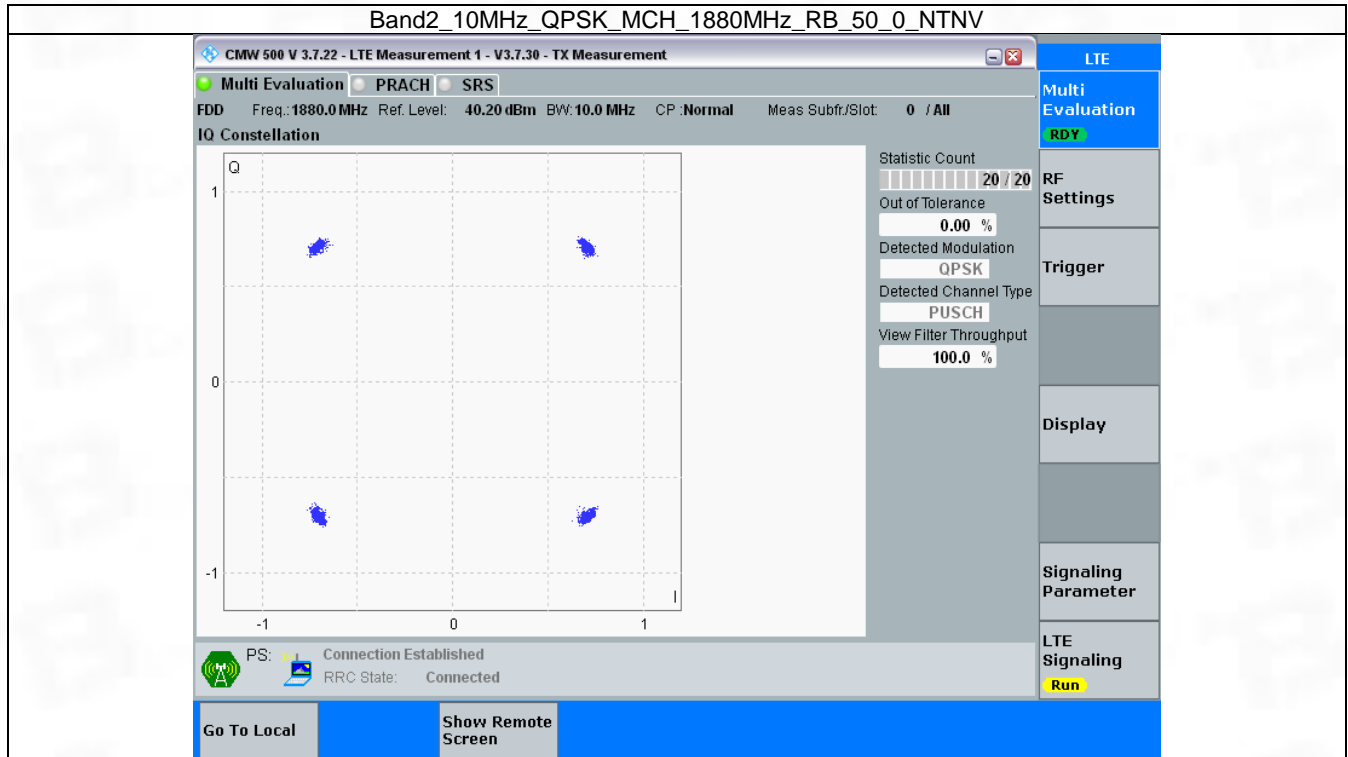 Band2_10MHz_QPSK_MCH_1880MHz_RB_50_0_NTNV
CMW 500 V 3.7.22 - LTE Measurement 1 - V3.7.30 - TX Measurement
LTE
Multi Evaluation PRACH SRS
FDD Freq.:1880.0 MHz Ref. Level: 40.20 dBm BW:10.0 MHz CP :Normal Meas Subfr./Slot: 0 / All
IQ Constellation
Q
1
0
-1
I
-1 0 1
Statistic Count
20 / 20
Out of Tolerance
0.00 %
Detected Modulation
QPSK
Detected Channel Type
PUSCH
View Filter Throughput
100.0 %
Multi
Evaluation
RDY
RF
Settings
Trigger
Display
Signaling
Parameter
LTE
Signaling
Run
PS: Connection Established
RRC State: Connected
Go To Local
Show Remote
Screen